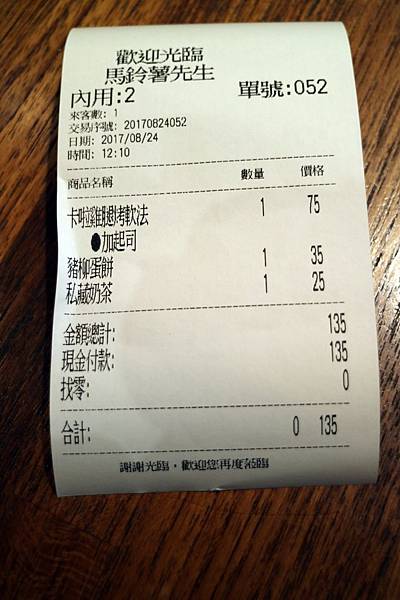 歡迎光臨
馬鈴薯先生
內用:2 單號:052
來客數: 1
交易序號: 20170824052
日期: 2017/08/24
時間: 12:10
商品名稱 數量 價格
卡啦雞腿烤軟法 1 75
●加起司
豬柳蛋餅 1 35
私藏奶茶 1 25
金額總計: 135
現金付款: 135
找零: 0
合計: 0 135
謝謝光臨，歡迎您再度光臨